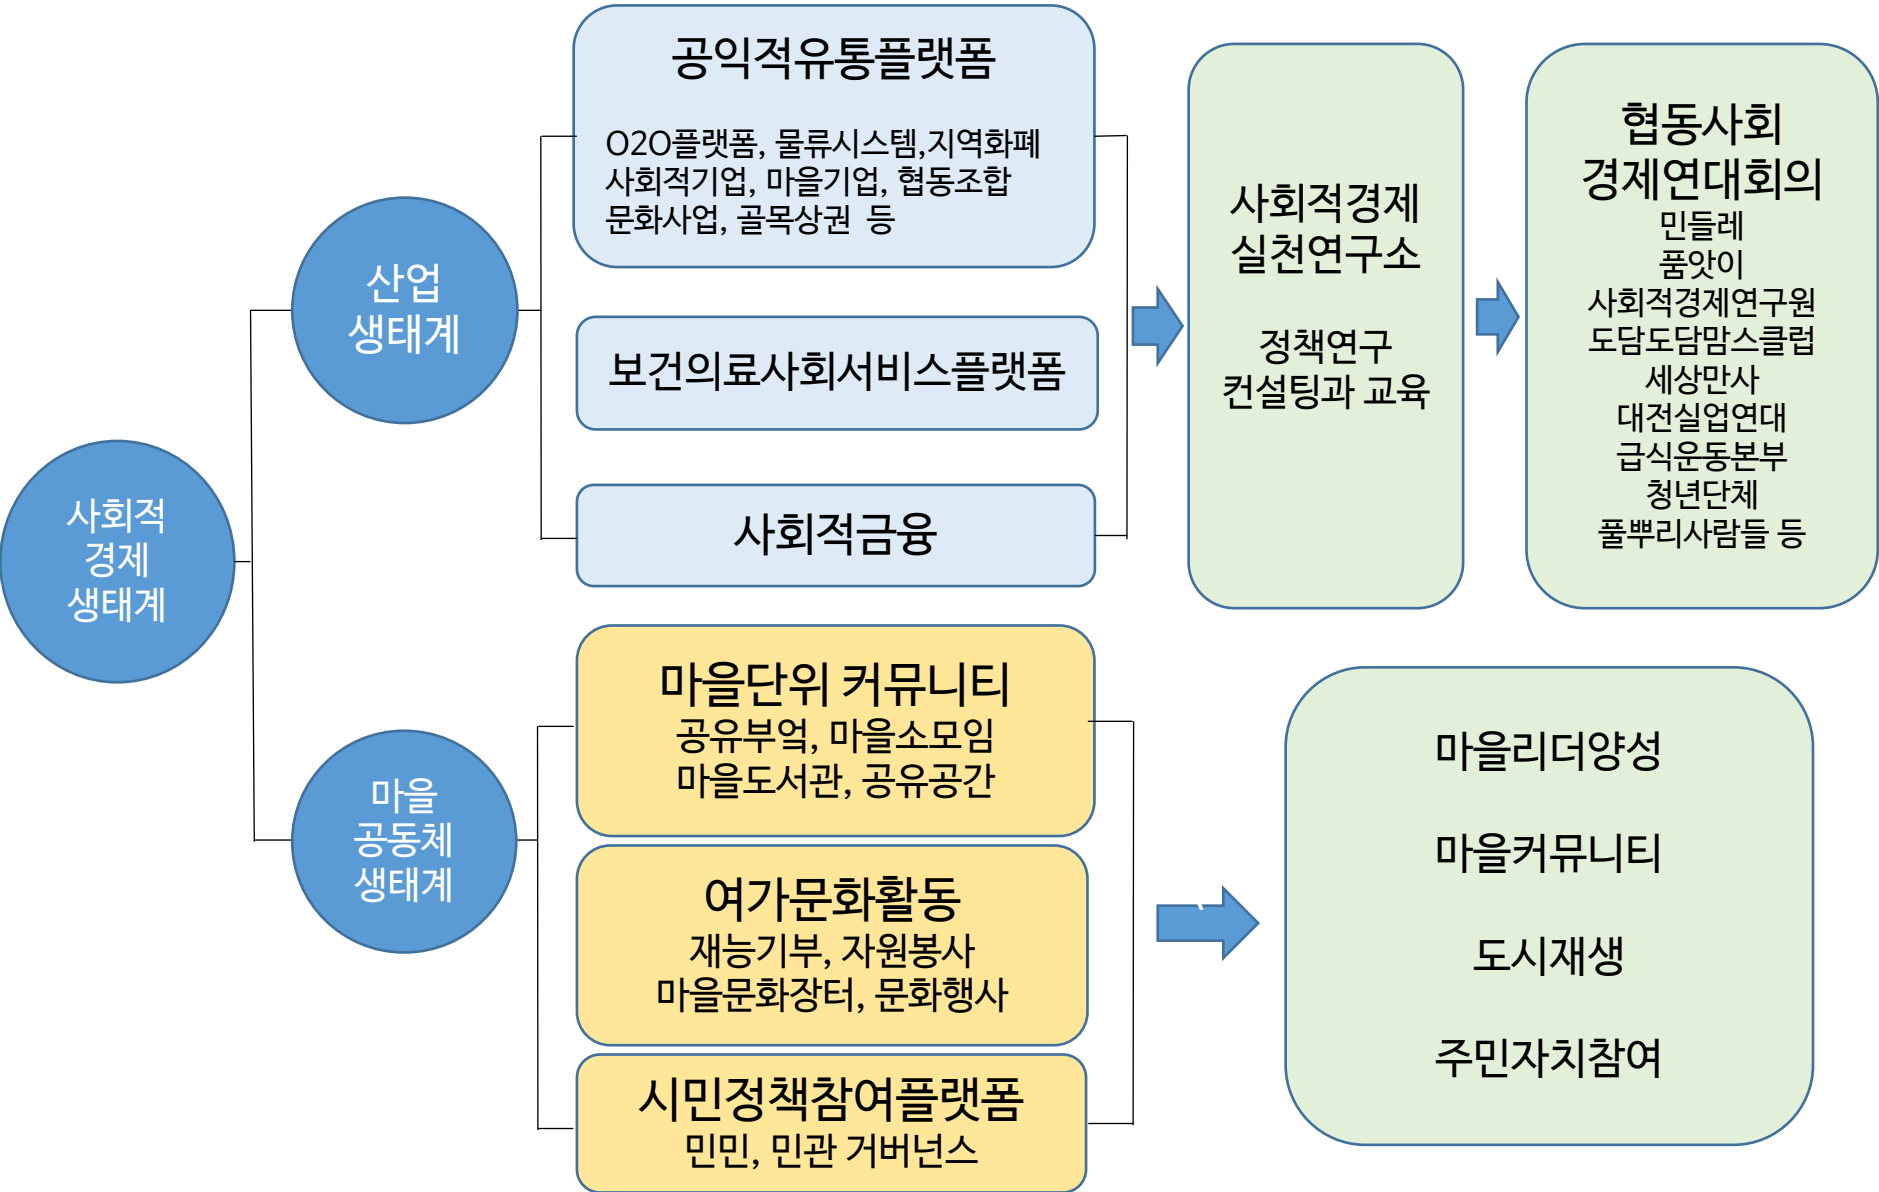 사회적
경제
생태계
산업
생태계
마을
공동체
생태계
공익적유통플랫폼
O2O플랫폼, 물류시스템,지역화폐
사회적기업, 마을기업, 협동조합
문화사업, 골목상권 등
보건의료사회서비스플랫폼
사회적금융
마을단위 커뮤니티
공유부엌, 마을소모임
마을도서관, 공유공간
여가문화활동
재능기부, 자원봉사
마을문화장터, 문화행사
시민정책참여플랫폼
민민, 민관 거버넌스
사회적경제
실천연구소
정책연구
컨설팅과 교육
협동사회
경제연대회의
민들레
품앗이
사회적경제연구원
도담도담맘스클럽
세상만사
대전실업연대
급식운동본부
청년단체
풀뿌리사람들 등
마을리더양성
마을커뮤니티
도시재생
주민자치참여